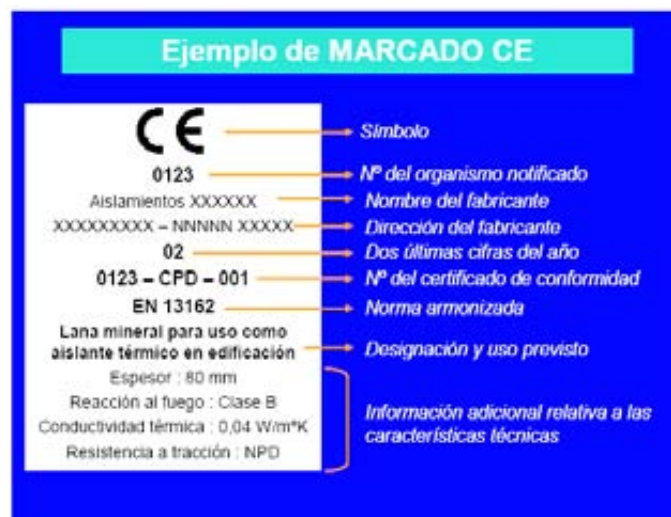 Ejemplo de MARCADO CE
CE
Símbolo
0123
Nº del organismo notificado
Aislamientos XXXXXX
Nombre del fabricante
XXXXXXXXX – NNNNN XXXXX
Dirección del fabricante
02
Dos últimas cifras del año
0123 – CPD – 001
Nº del certificado de conformidad
EN 13162
Norma armonizada
Lana mineral para uso como
aislante térmico en edificación
Designación y uso previsto
Espesor : 80 mm
Reacción al fuego : Clase B
Conductividad térmica : 0,04 W/m*K
Resistencia a tracción : NPD
Información adicional relativa a las
características técnicas